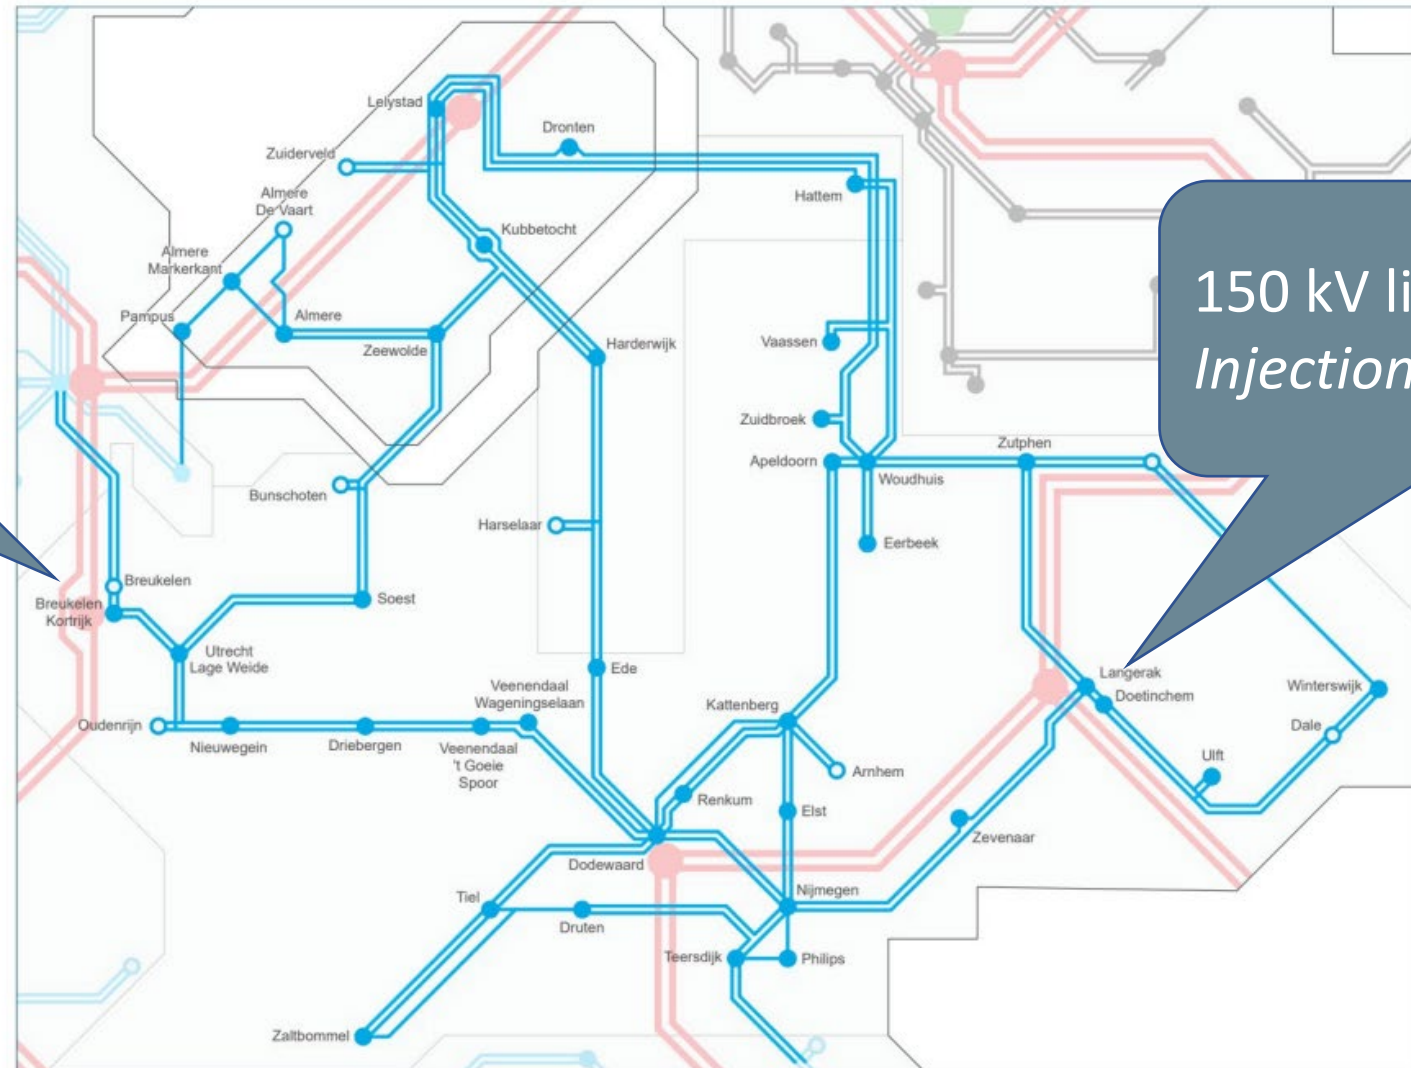 Lelystad
Dronten
Zuiderveld
Almere
De Vaart
Hattem
Kubbetocht
Almere
Markerkant
Pampus
Almere
Zeewolde
Harderwijk
Vaassen
150 kV li
Injection
Zuidbroek
Zutphen
Apeldoorn
Woudhuis
Bunschoten
Harselaar
Eerbeek
Breukelen
Breukelen
Kortrijk
Soest
Utrecht
Lage Weide
Ede
Veenendaal
Wageningselaan
Langerak
Doetinchem
Winterswijk
Kattenberg
Oudenrijn
Nieuwegein
Driebergen
Veenendaal
't Goeie
Spoor
Dale
Ulft
Arnhem
Renkum
Elst
Zevenaar
Dodewaard
Tiel
Nijmegen
Druten
Teersdijk
Philips
Zaltbommel